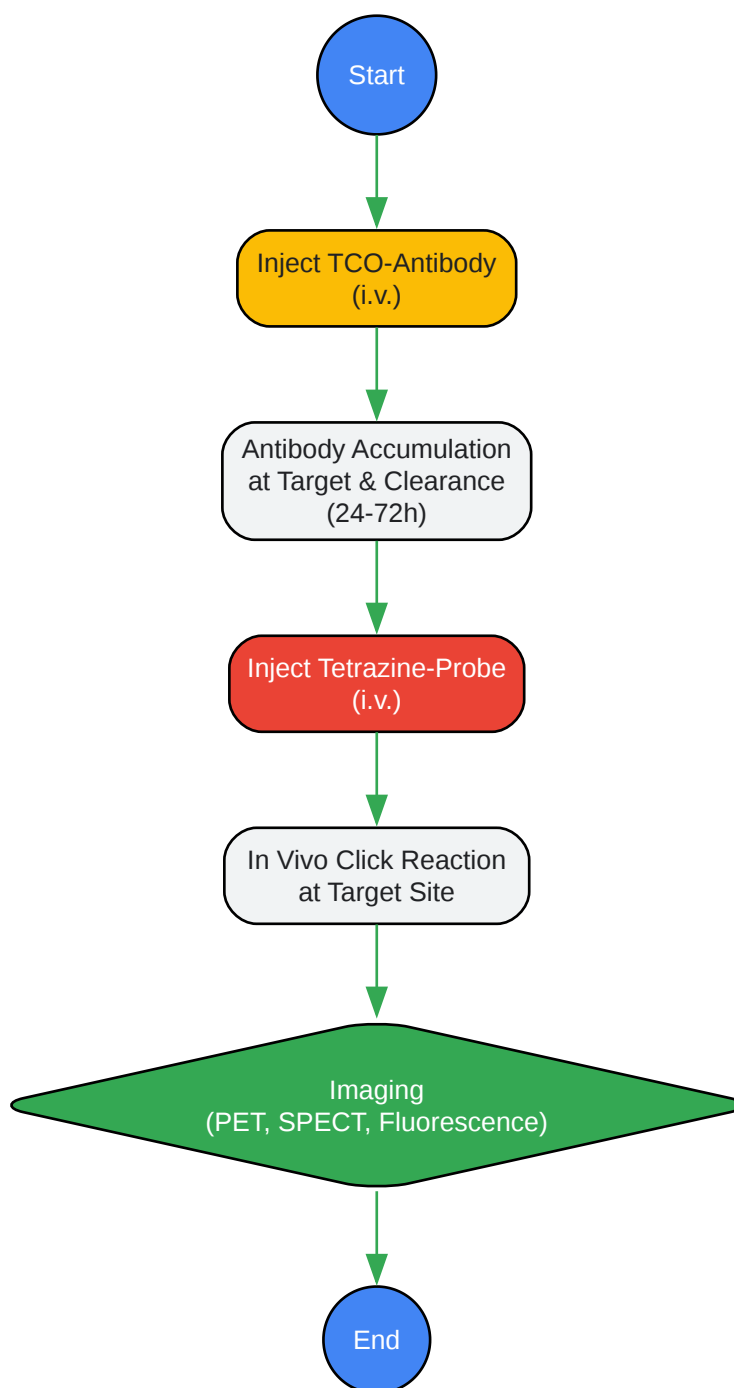 Start
Inject TCO-Antibody
(i.v.)
Antibody Accumulation
at Target & Clearance
(24-72h)
Inject Tetrazine-Probe
(i.v.)
In Vivo Click Reaction
at Target Site
Imaging
(PET, SPECT, Fluorescence)
End